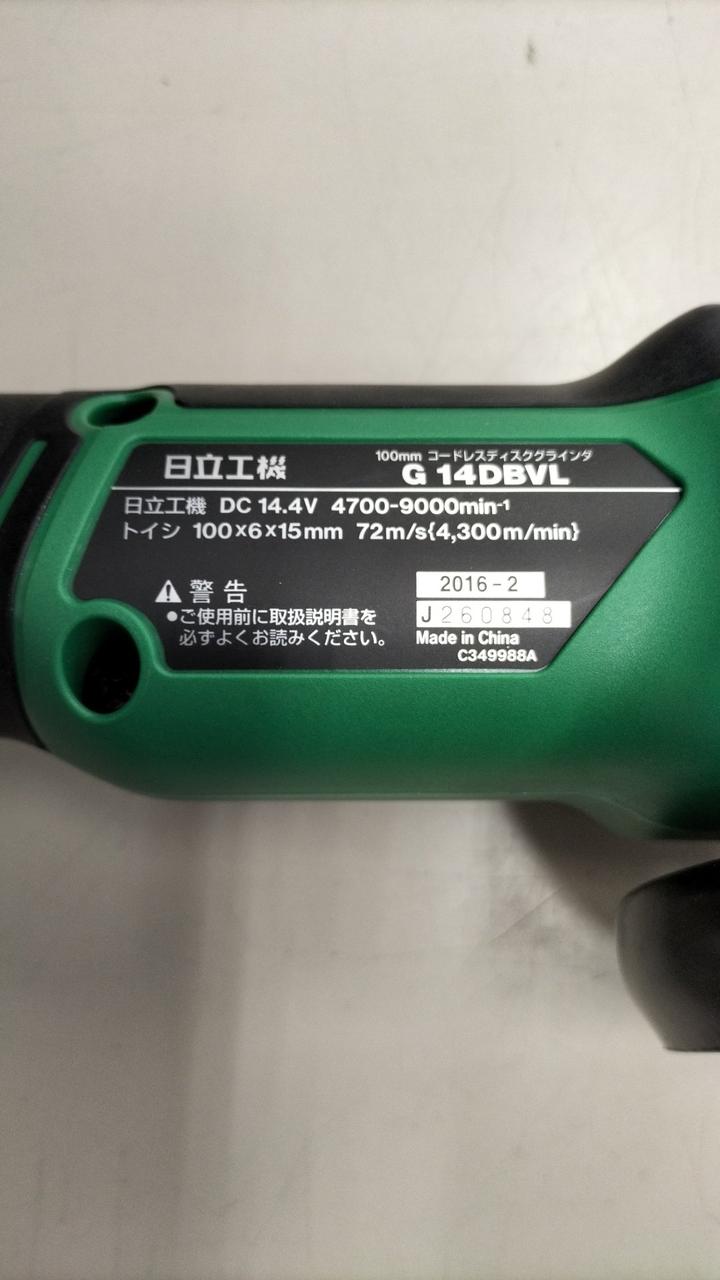 日立工機
100mm コードレスディスクグラインダ
G 14DBVL
日立工機 DC 14.4V 4700-9000min-1
トイシ 100×6×15mm 72m/s{4,300m/min}
警告
●ご使用前に取扱説明書を
必ずよくお読みください。
2016-2
J260848
Made in China
C349988A